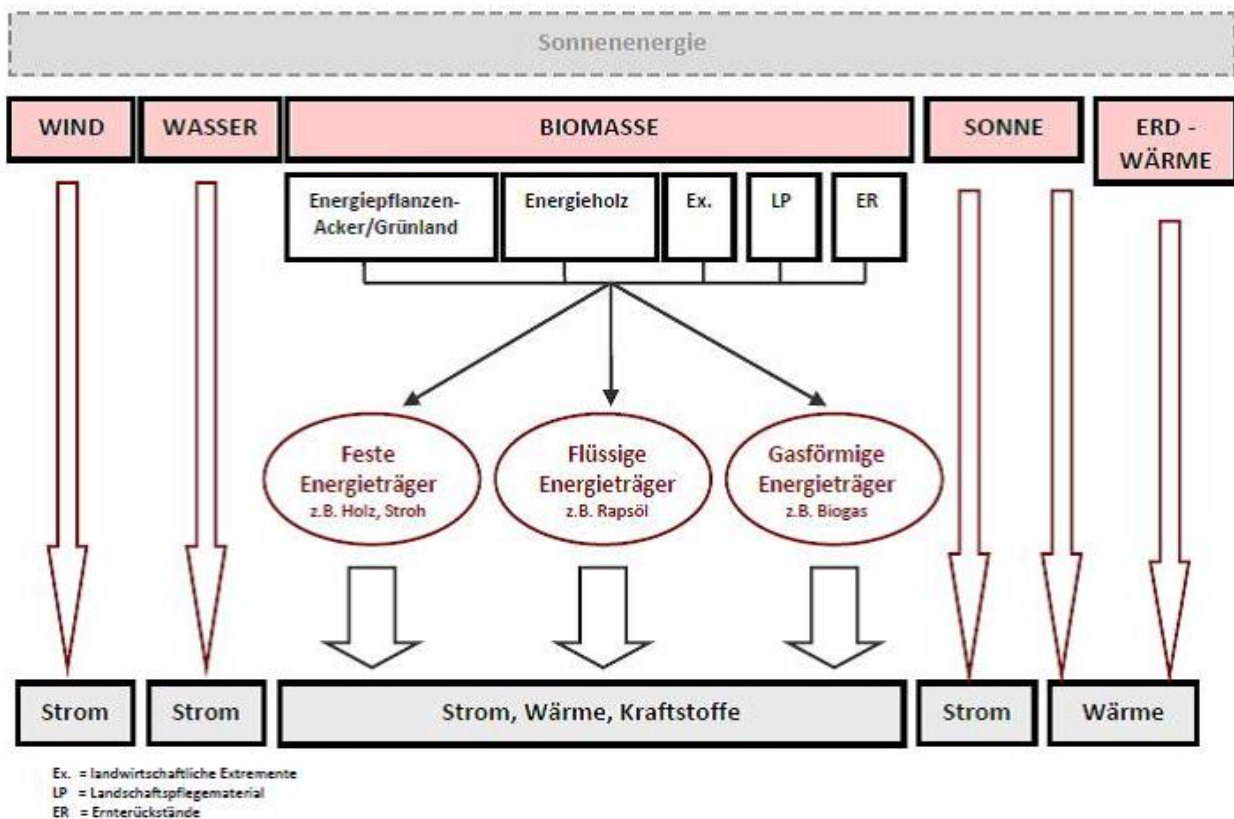 Sonnenenergie
WIND
WASSER
BIOMASSE
SONNE
ERD -
WÄRME
Energiepflanzen-
Acker/Grünland
Energieholz
Ex.
LP
ER
Feste
Energieträger
z.B. Holz, Stroh
Flüssige
Energieträger
z.B. Rapsöl
Gasförmige
Energieträger
z.B. Biogas
Strom
Strom
Strom, Wärme, Kraftstoffe
Strom
Wärme
Ex. = landwirtschaftliche Extremente
LP = Landschaftspflegematerial
ER = Ernterückstände